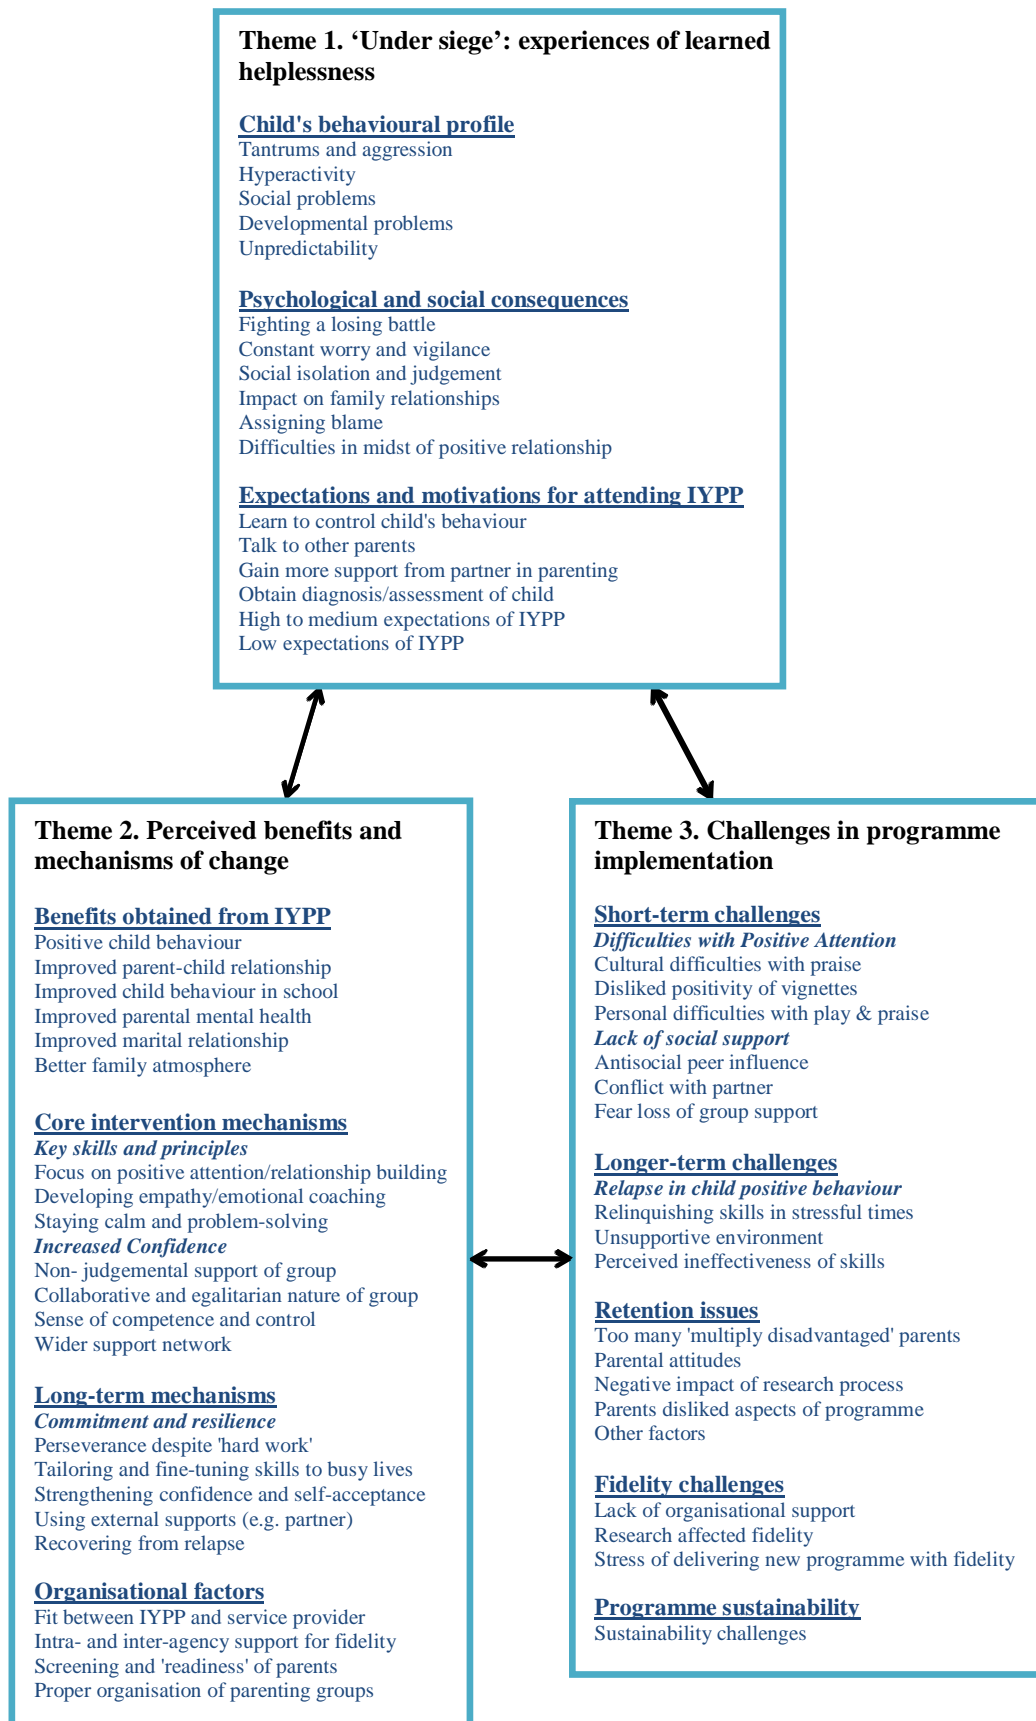 Theme 1. ‘Under siege’: experiences of learned
helplessness
Child's behavioural profile
Tantrums and aggression
Hyperactivity
Social problems
Developmental problems
Unpredictability
Psychological and social consequences
Fighting a losing battle
Constant worry and vigilance
Social isolation and judgement
Impact on family relationships
Assigning blame
Difficulties in midst of positive relationship
Expectations and motivations for attending IYPP
Learn to control child's behaviour
Talk to other parents
Gain more support from partner in parenting
Obtain diagnosis/assessment of child
High to medium expectations of IYPP
Low expectations of IYPP
Theme 2. Perceived benefits and
mechanisms of change
Benefits obtained from IYPP
Positive child behaviour
Improved parent-child relationship
Improved child behaviour in school
Improved parental mental health
Improved marital relationship
Better family atmosphere
Core intervention mechanisms
Key skills and principles
Focus on positive attention/relationship building
Developing empathy/emotional coaching
Staying calm and problem-solving
Increased Confidence
Non- judgemental support of group
Collaborative and egalitarian nature of group
Sense of competence and control
Wider support network
Long-term mechanisms
Commitment and resilience
Perseverance despite 'hard work'
Tailoring and fine-tuning skills to busy lives
Strengthening confidence and self-acceptance
Using external supports (e.g. partner)
Recovering from relapse
Organisational factors
Fit between IYPP and service provider
Intra- and inter-agency support for fidelity
Screening and 'readiness' of parents
Proper organisation of parenting groups
Theme 3. Challenges in programme
implementation
Short-term challenges
Difficulties with Positive Attention
Cultural difficulties with praise
Disliked positivity of vignettes
Personal difficulties with play & praise
Lack of social support
Antisocial peer influence
Conflict with partner
Fear loss of group support
Longer-term challenges
Relapse in child positive behaviour
Relinquishing skills in stressful times
Unsupportive environment
Perceived ineffectiveness of skills
Retention issues
Too many 'multiply disadvantaged' parents
Parental attitudes
Negative impact of research process
Parents disliked aspects of programme
Other factors
Fidelity challenges
Lack of organisational support
Research affected fidelity
Stress of delivering new programme with fidelity
Programme sustainability
Sustainability challenges